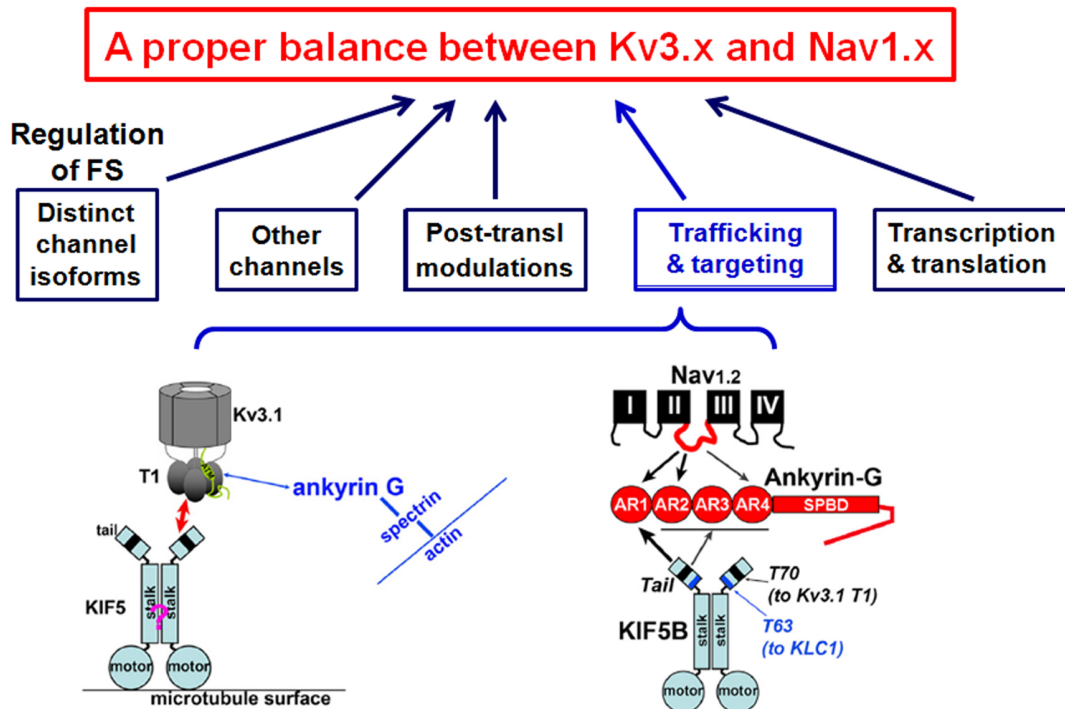 A proper balance between Kv3.x and Nav1.x
Regulation
of FS
Distinct
channel
isoforms
Other
channels
Post-transl
modulations
Trafficking
& targeting
Transcription
& translation
Kv3.1
T1
ATM
ankyrin G
spectrin
actin
tail
KIF5
stalk
stalk
?
motor
motor
microtubule surface
Nav1.2
I
II
III
IV
Ankyrin-G
AR1
AR2
AR3
AR4
SPBD
Tail
T70
(to Kv3.1 T1)
KIF5B
stalk
stalk
T63
(to KLC1)
motor
motor